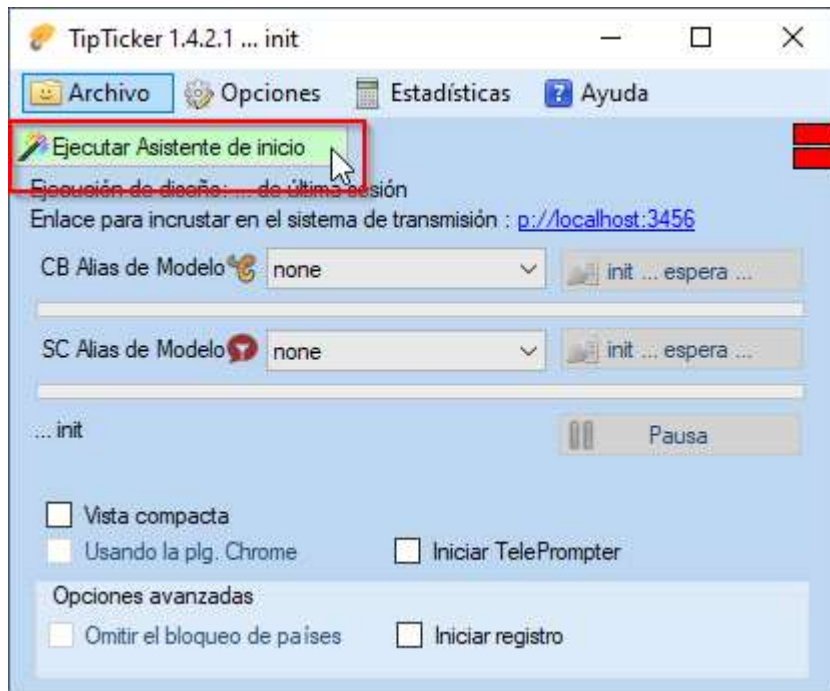 TipTicker 1.4.2.1 ... init
Archivo Opciones Estadísticas Ayuda
Ejecutar Asistente de inicio
Ejecución de diseño: ... de última sesión
Enlace para incrustar en el sistema de transmisión : p://localhost:3456
CB Alias de Modelo none init ... espera ...
SC Alias de Modelo none init ... espera ...
... init Pausa
Vista compacta
Usando la plg. Chrome Iniciar TelePrompter
Opciones avanzadas
Omitir el bloqueo de países Iniciar registro